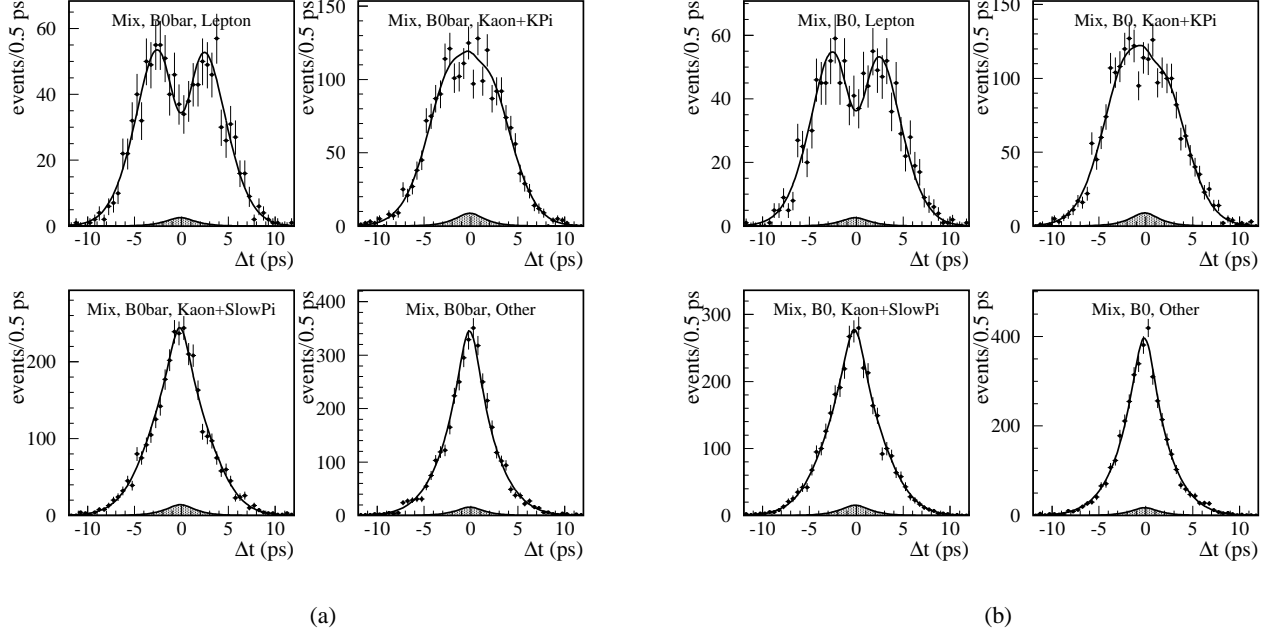 Mix, B0bar, Lepton
events/0.5 ps
0
20
40
60
-10 -5 0 5 10
Δt (ps)
Mix, B0bar, Kaon+KPi
events/0.5 ps
0
50
100
150
-10 -5 0 5 10
Δt (ps)
Mix, B0, Lepton
events/0.5 ps
0
20
40
60
-10 -5 0 5 10
Δt (ps)
Mix, B0, Kaon+KPi
events/0.5 ps
0
50
100
150
-10 -5 0 5 10
Δt (ps)
Mix, B0bar, Kaon+SlowPi
events/0.5 ps
0
100
200
-10 -5 0 5 10
Δt (ps)
Mix, B0bar, Other
events/0.5 ps
0
100
200
300
400
-10 -5 0 5 10
Δt (ps)
Mix, B0, Kaon+SlowPi
events/0.5 ps
0
100
200
300
-10 -5 0 5 10
Δt (ps)
Mix, B0, Other
events/0.5 ps
0
200
400
-10 -5 0 5 10
Δt (ps)
(a)
(b)